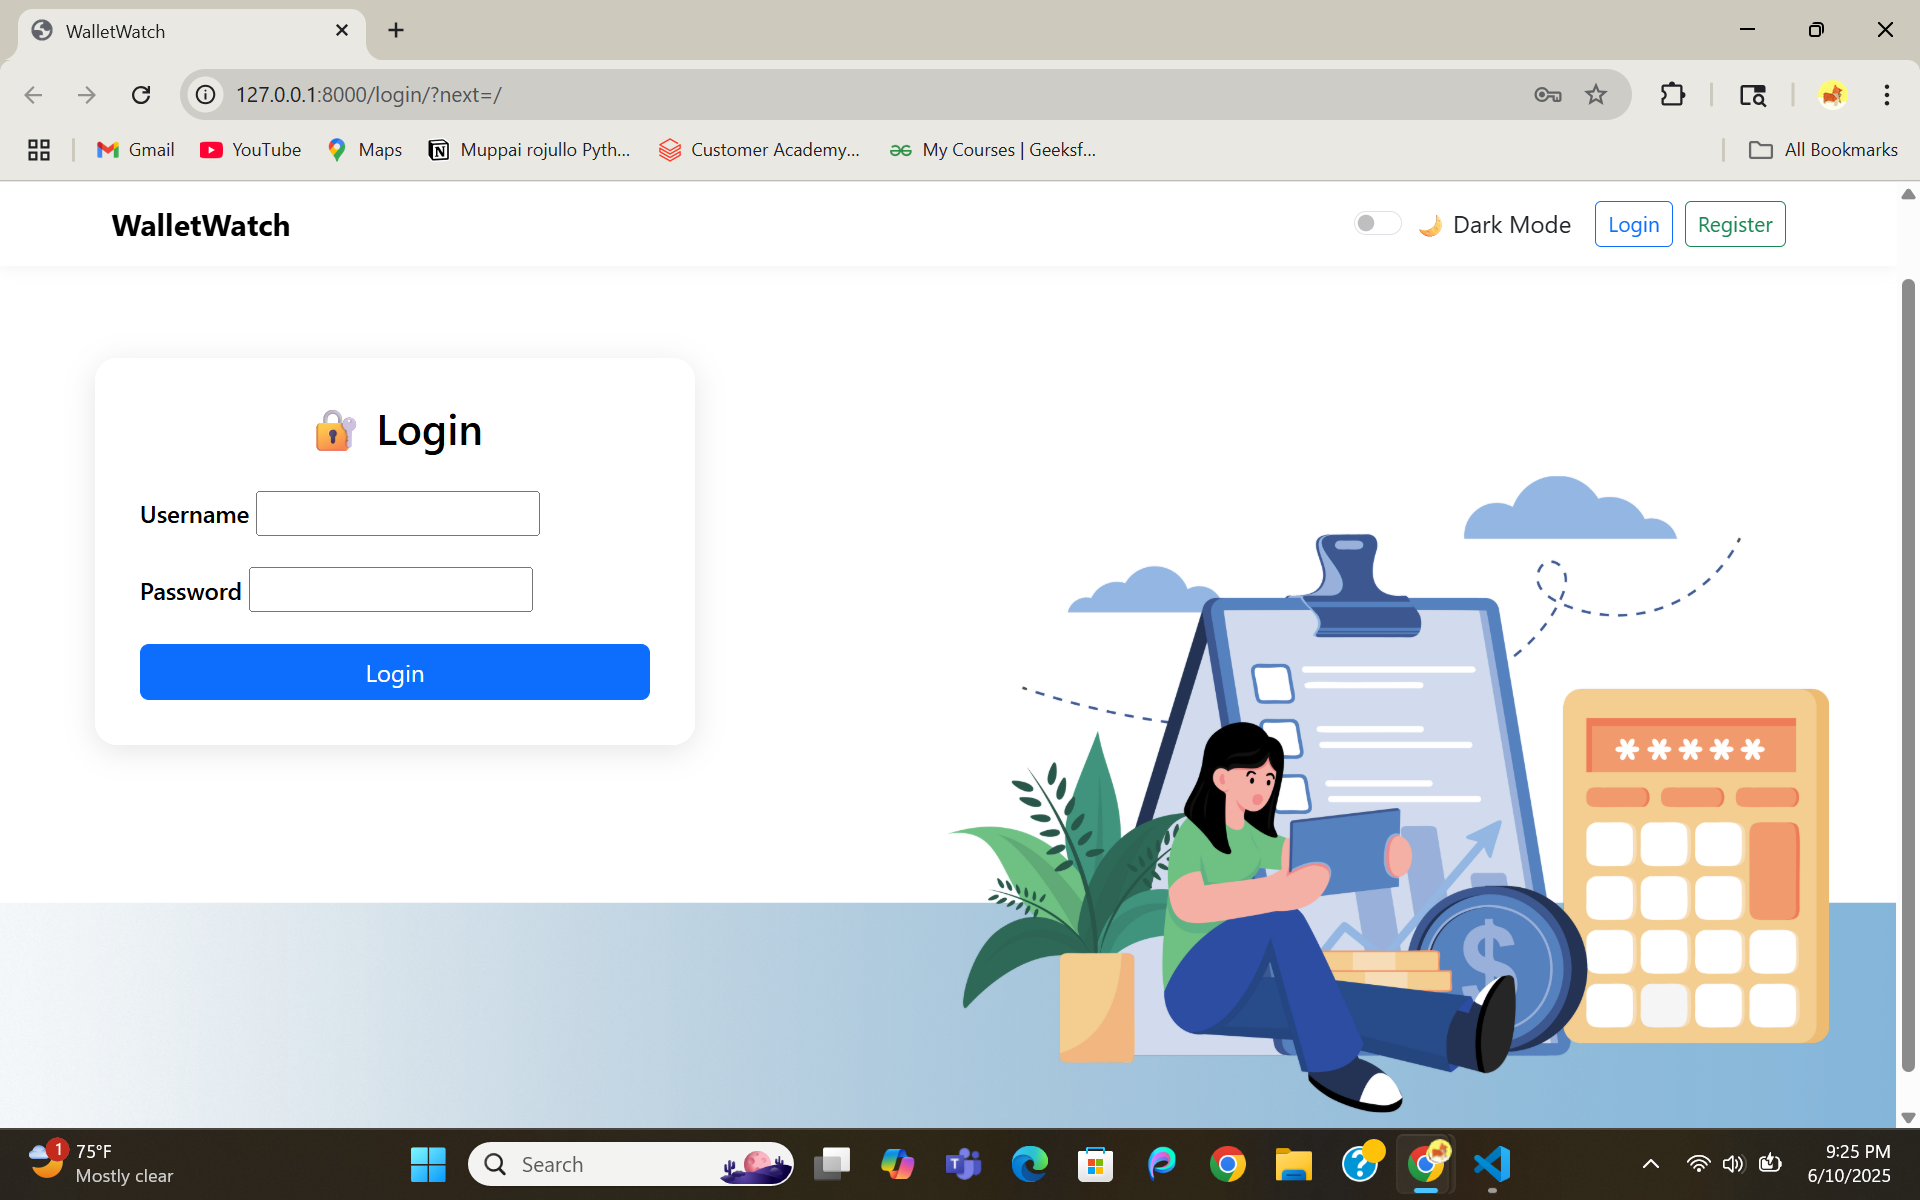 WalletWatch
127.0.0.1:8000/login/?next=/
Gmail
YouTube
Maps
Muppai rojullo Pyth...
Customer Academy...
My Courses | Geeksf...
All Bookmarks
WalletWatch
🌙 Dark Mode
Login
Register
🔐 Login
Username
Password
Login
*****
$
1
75°F
Mostly clear
Search
9:25 PM
6/10/2025